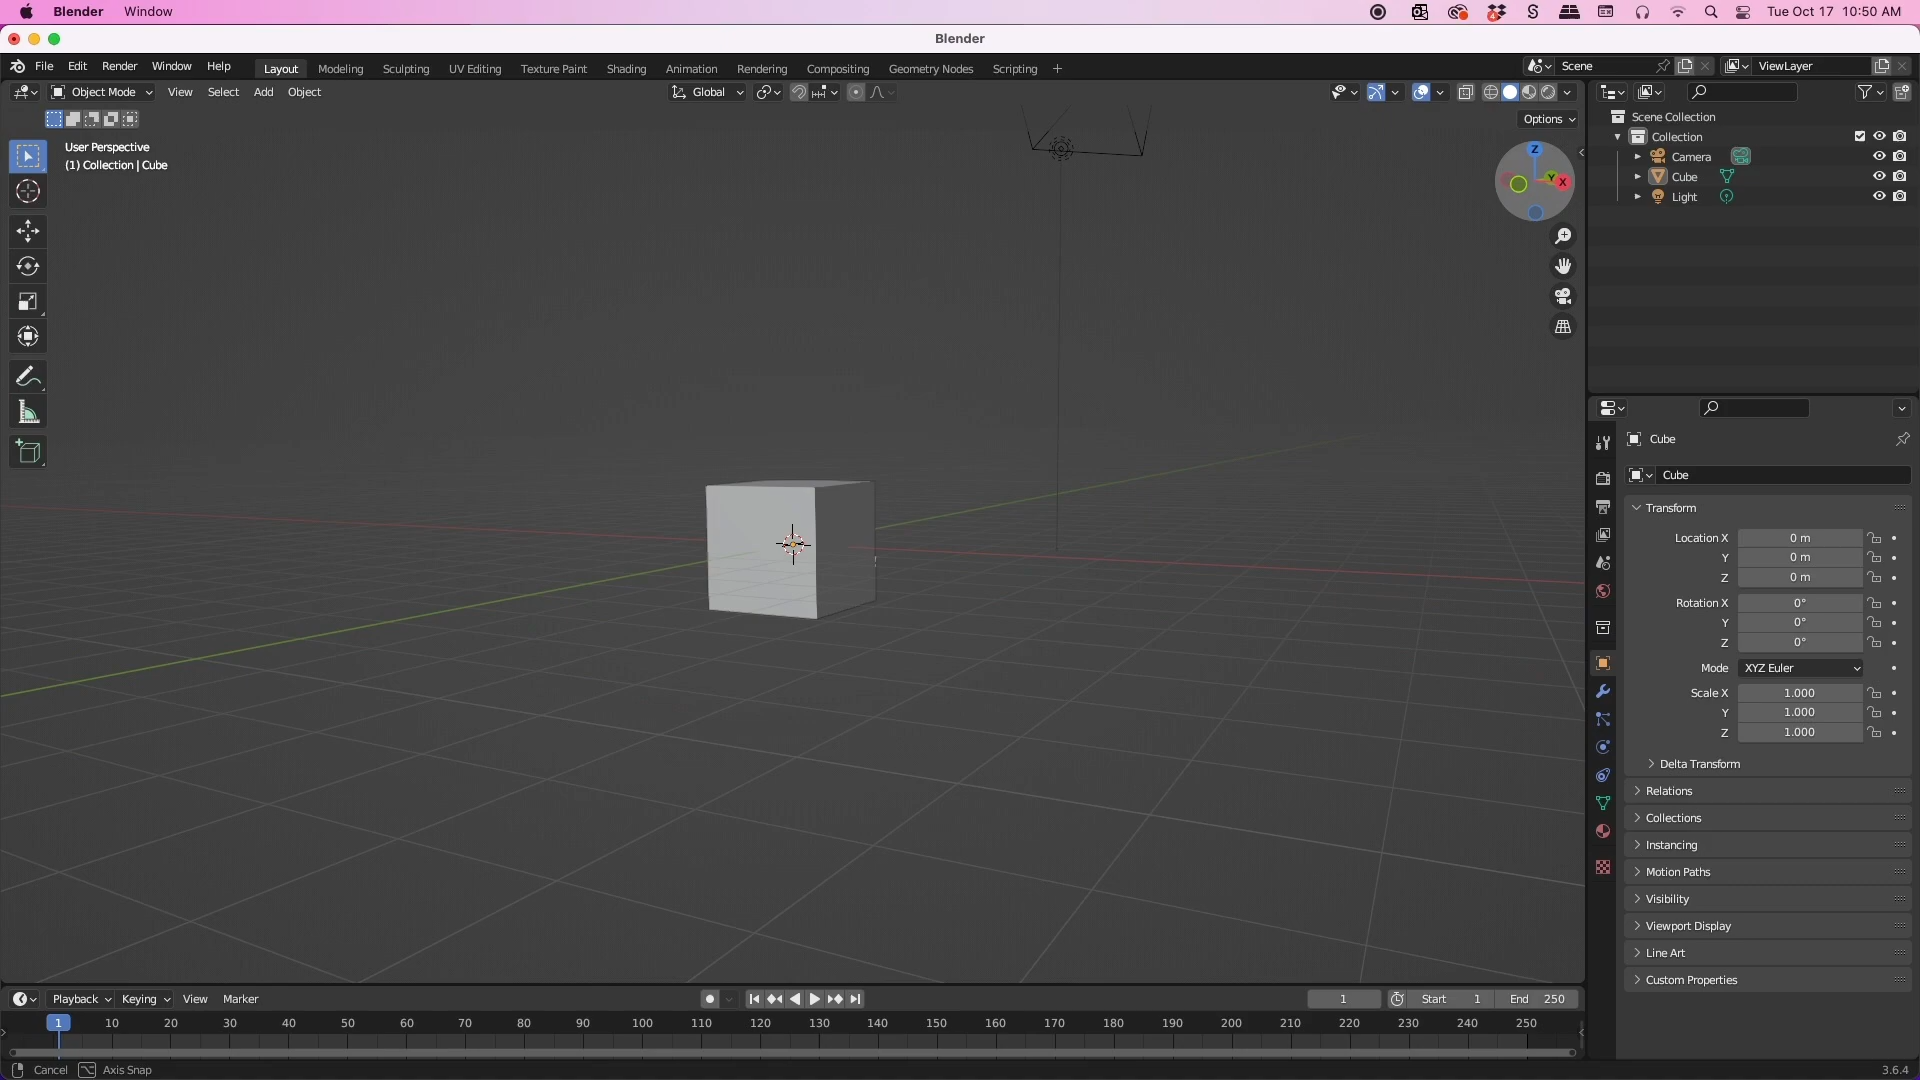 Blender Window Tue Oct 17 10:50 AM
Blender
File Edit Render Window Help Layout Modeling Sculpting UV Editing Texture Paint Shading Animation Rendering Compositing Geometry Nodes Scripting + Scene ViewLayer
Object Mode View Select Add Object Global
Options
User Perspective
(1) Collection | Cube
Z
Y
X
Scene Collection
Collection
Camera
Cube
Light
Cube
Cube
Transform
Location X 0 m
Y 0 m
Z 0 m
Rotation X 0°
Y 0°
Z 0°
Mode XYZ Euler
Scale X 1.000
Y 1.000
Z 1.000
Delta Transform
Relations
Collections
Instancing
Motion Paths
Visibility
Viewport Display
Line Art
Custom Properties
Playback Keying View Marker 1 Start 1 End 250
1 10 20 30 40 50 60 70 80 90 100 110 120 130 140 150 160 170 180 190 200 210 220 230 240 250
Cancel Axis Snap 3.6.4